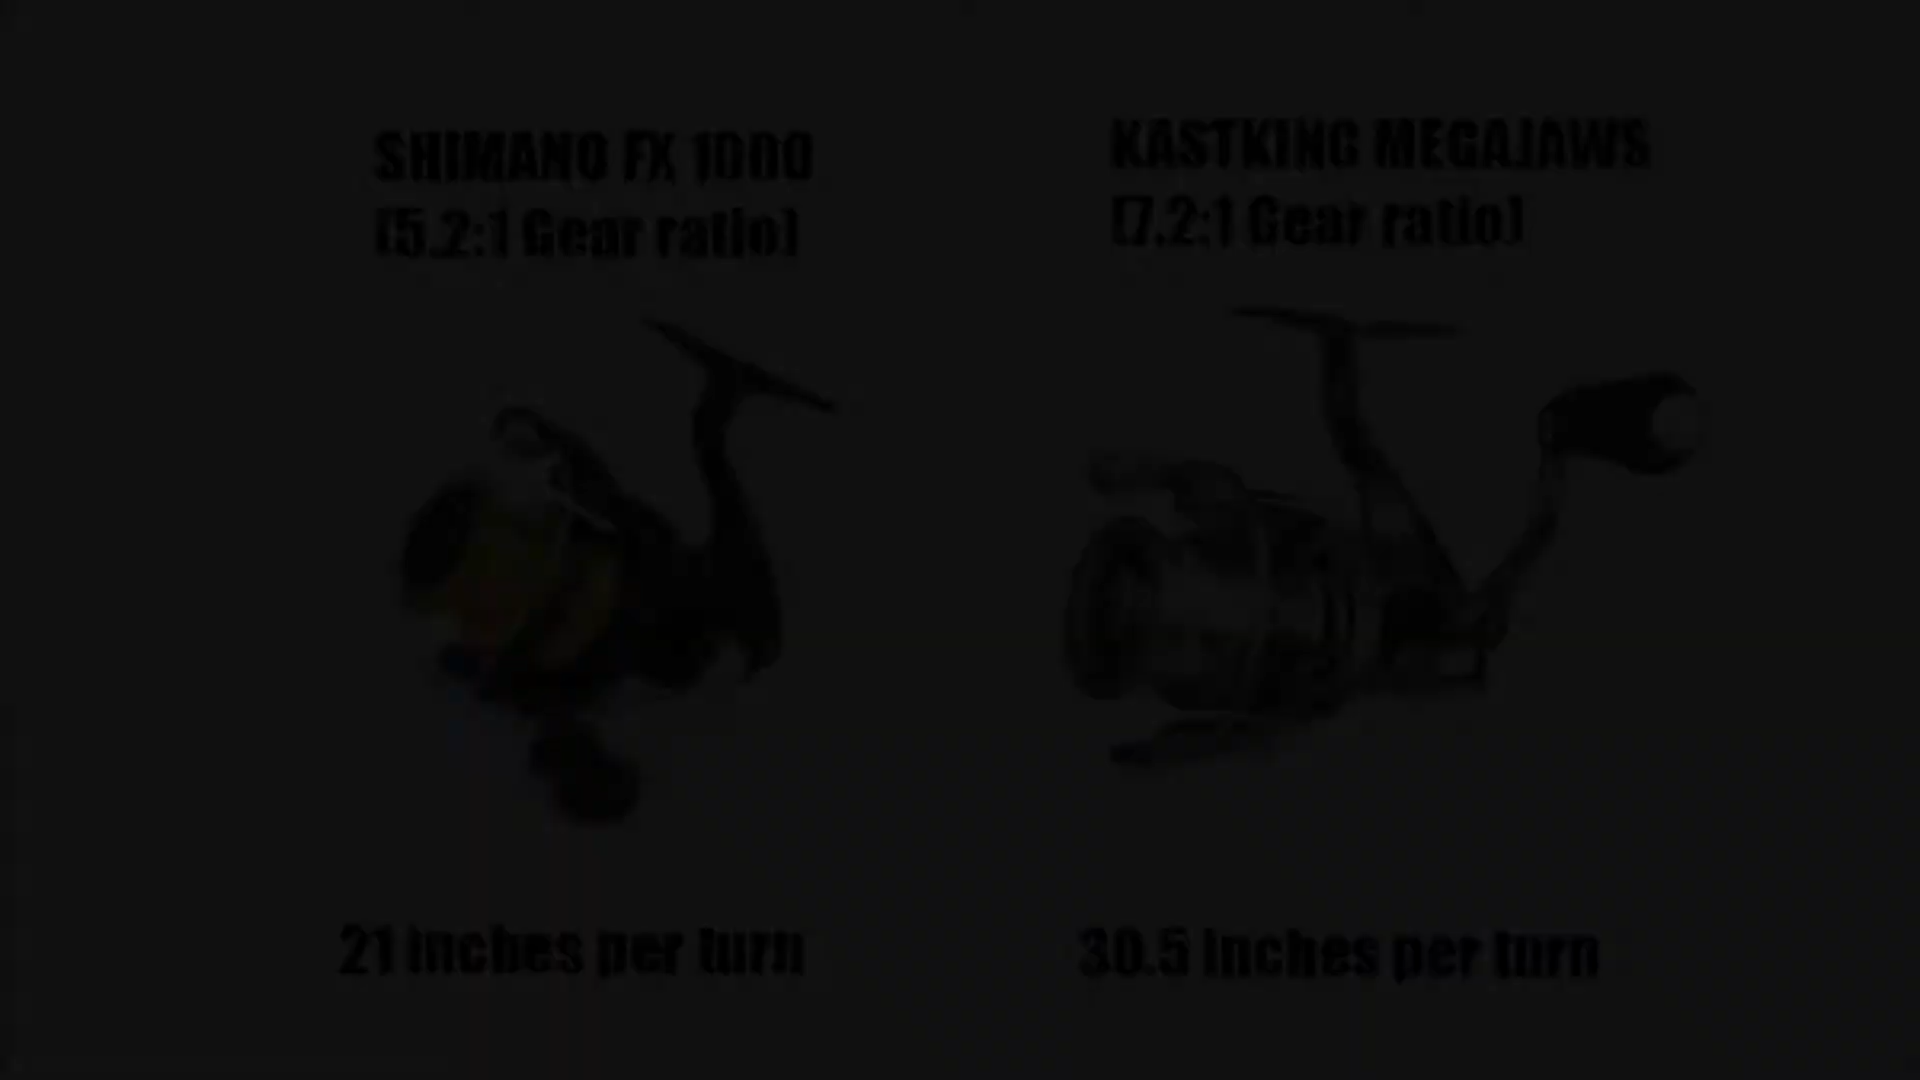 SHIMANO FX 1000
(5.2:1 Gear ratio)
KASTKING MEGAJAWS
(7.2:1 Gear ratio)
21 inches per turn
30.5 inches per turn